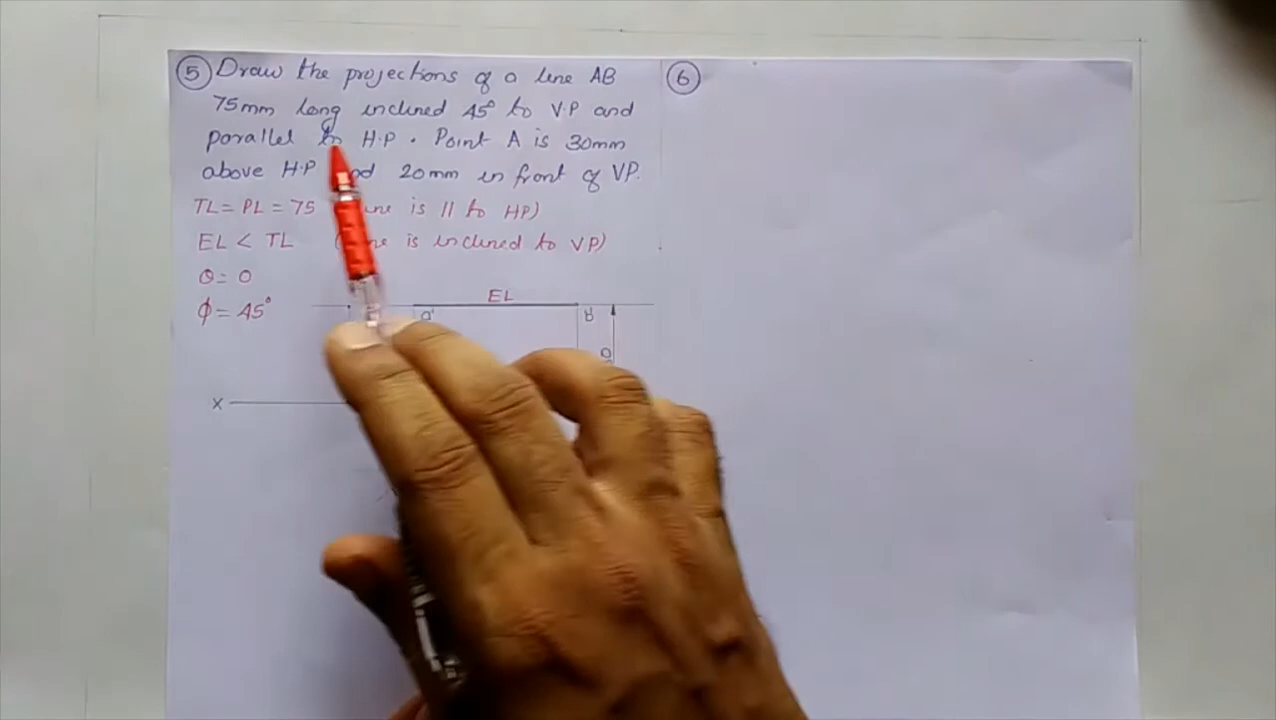 5 Draw the projections of a line AB
75mm long inclined 45° to V.P and
parallel to H.P. Point A is 30mm
above H.P 20mm in front of VP.
TL = PL = 75 is // to HP)
EL < TL is inclined to VP)
θ = 0
ϕ = 45°
EL
a'
X
6